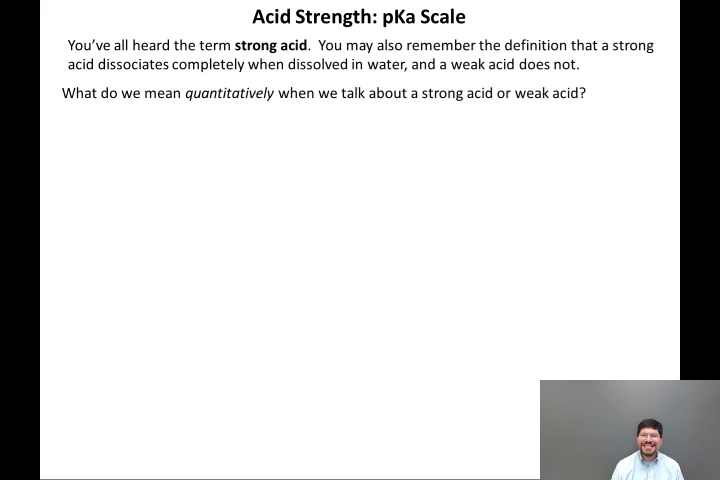 Acid Strength: pKa Scale
You’ve all heard the term strong acid.  You may also remember the definition that a strong
acid dissociates completely when dissolved in water, and a weak acid does not.
What do we mean quantitatively when we talk about a strong acid or weak acid?